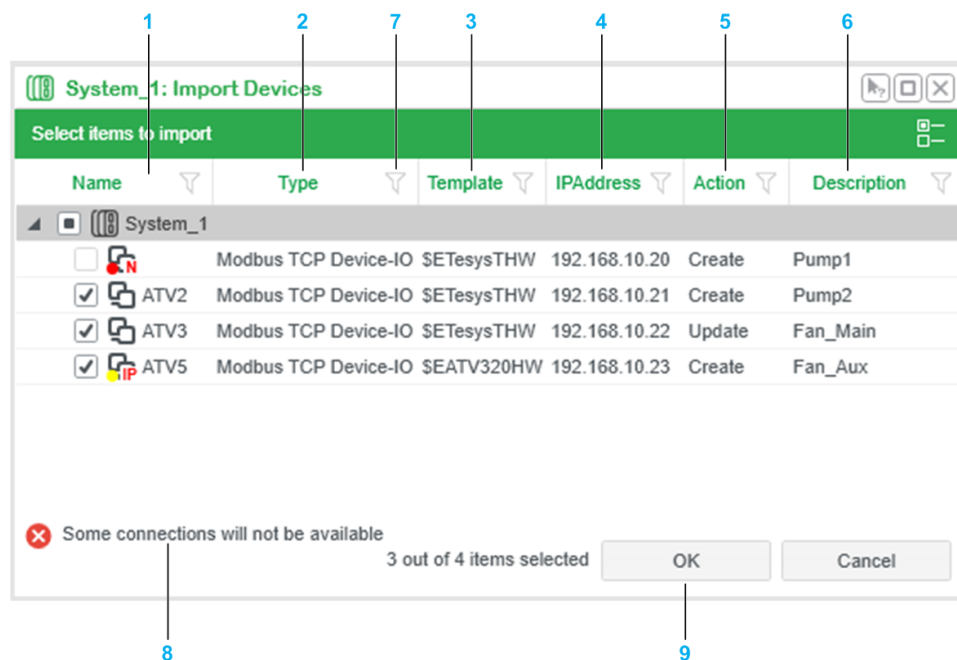 1 2 7 3 4 5 6
System_1: Import Devices
Select items to import
Name Type Template IPAddress Action Description
System_1
N Modbus TCP Device-IO $ETesysTHW 192.168.10.20 Create Pump1
ATV2 Modbus TCP Device-IO $ETesysTHW 192.168.10.21 Create Pump2
ATV3 Modbus TCP Device-IO $ETesysTHW 192.168.10.22 Update Fan_Main
IP ATV5 Modbus TCP Device-IO $EATV320HW 192.168.10.23 Create Fan_Aux
Some connections will not be available
3 out of 4 items selected OK Cancel
8 9